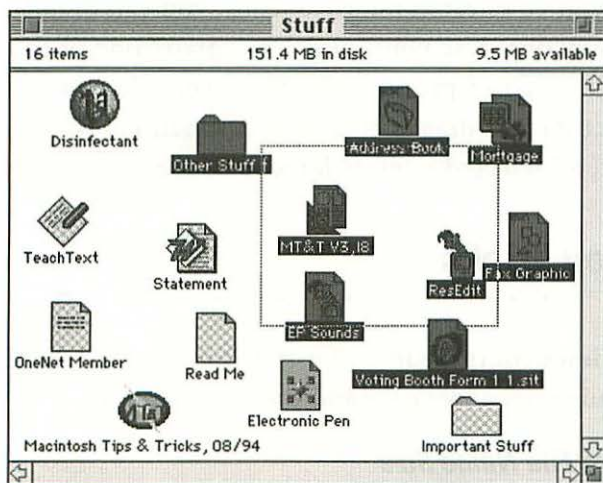 Stuff
16 items 151.4 MB in disk 9.5 MB available
Disinfectant
Other Stuff f
Address Book
Mortgage
TeachText
Statement
MT&T V3,I8
ResEdit
Fax Graphic
OneNet Member
Read Me
EP Sounds
Voting Booth Form 1.1.sit
Electronic Pen
Macintosh Tips & Tricks, 08/94
Important Stuff